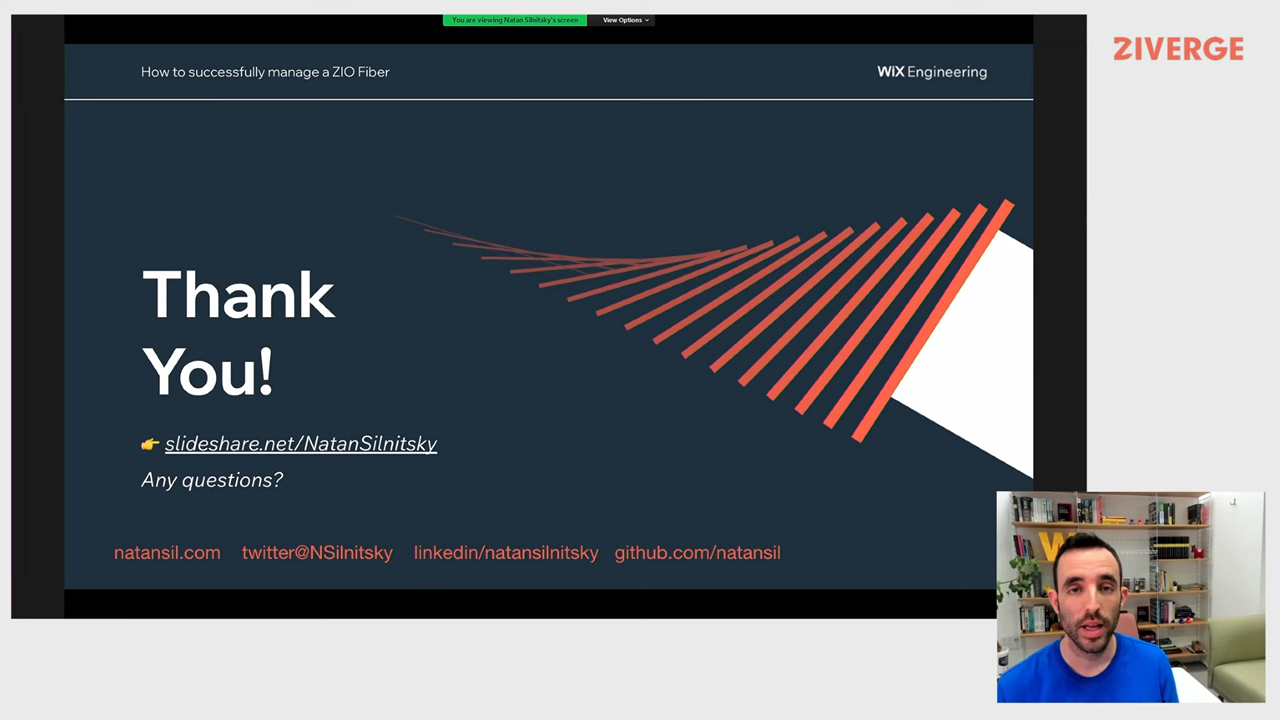 You are viewing Natan Silnitsky's screen View Options
ZIVERGE
How to successfully manage a ZIO Fiber
WiX Engineering
Thank
You!
👉 slideshare.net/NatanSilnitsky
Any questions?
natansil.com twitter@NSilnitsky linkedin/natansilnitsky github.com/natansil
W